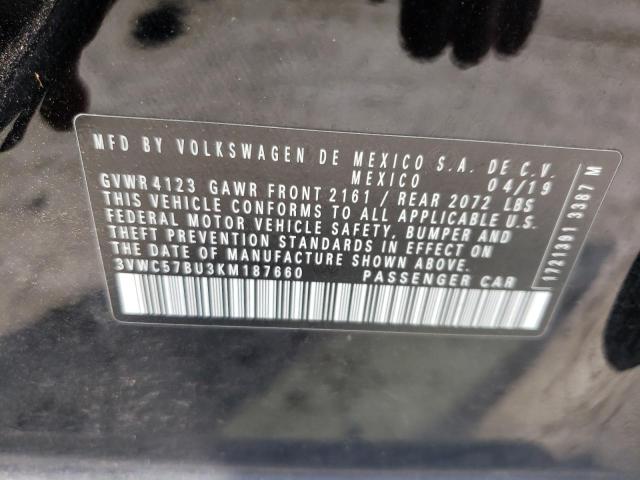 MFD BY VOLKSWAGEN DE MEXICO S.A. DE C.V.
MEXICO 04/19
GVWR 4123 GAWR FRONT 2161 / REAR 2072 LBS
THIS VEHICLE CONFORMS TO ALL APPLICABLE U.S.
FEDERAL MOTOR VEHICLE SAFETY, BUMPER AND
THEFT PREVENTION STANDARDS IN EFFECT ON
THE DATE OF MANUFACTURE SHOWN ABOVE.
3VWC57BU3KM187660 PASSENGER CAR
1721391 3387 M